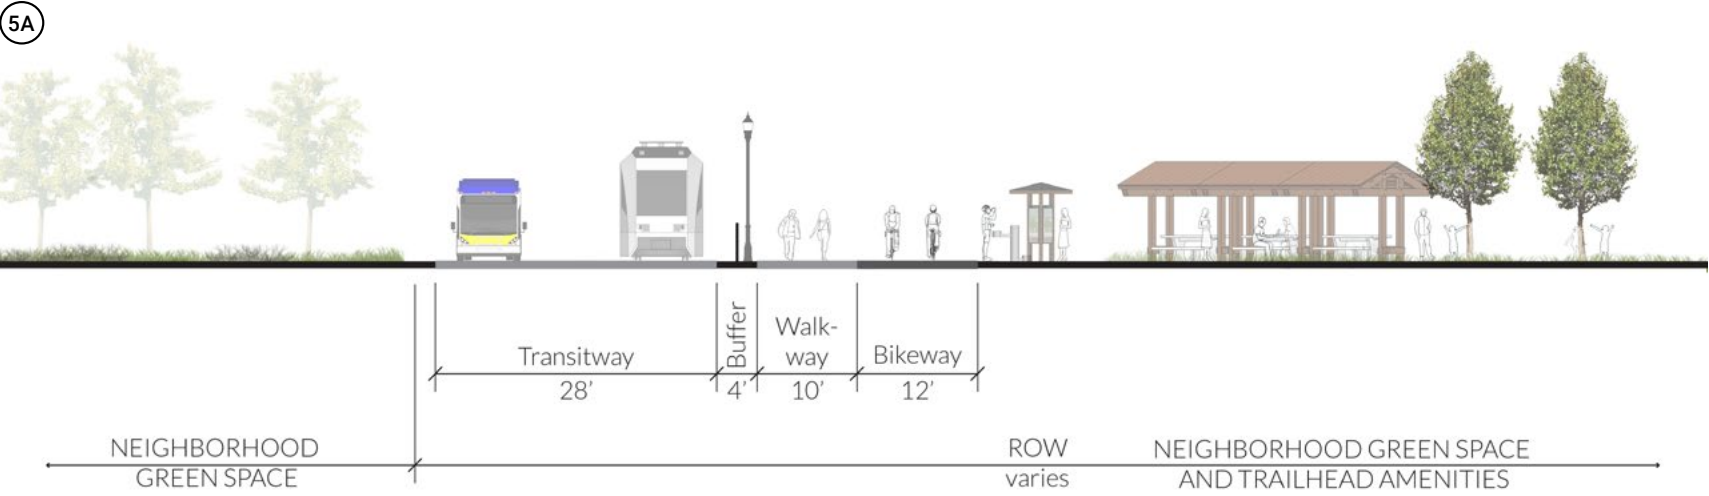 5A
Transitway
28'
Buffer
4'
Walk-
way
10'
Bikeway
12'
NEIGHBORHOOD
GREEN SPACE
ROW
varies
NEIGHBORHOOD GREEN SPACE
AND TRAILHEAD AMENITIES